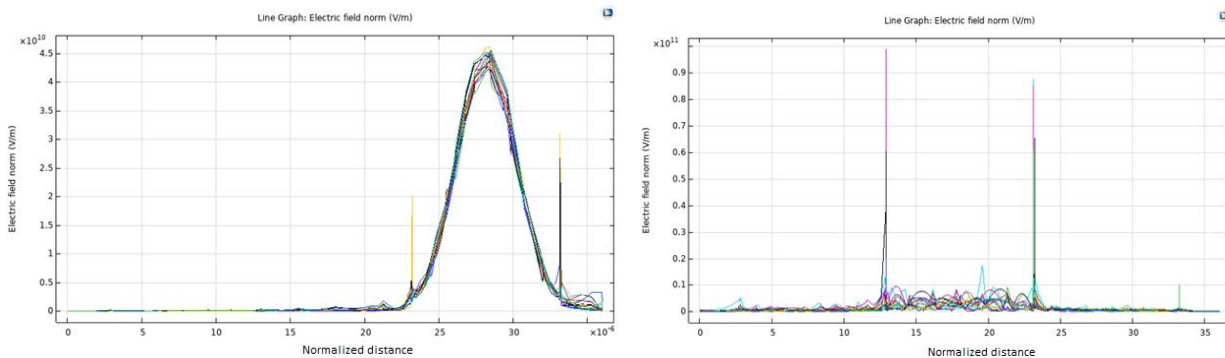 Line Graph: Electric field norm (V/m)
×10¹⁰
4.5
4
3.5
3
2.5
2
1.5
1
0.5
0
Electric field norm (V/m)
0 5 10 15 20 25 30 ×10⁻⁶
Normalized distance
Line Graph: Electric field norm (V/m)
×10¹¹
0.9
0.8
0.7
0.6
0.5
0.4
0.3
0.2
0.1
0
Electric field norm (V/m)
0 5 10 15 20 25 30 35
Normalized distance